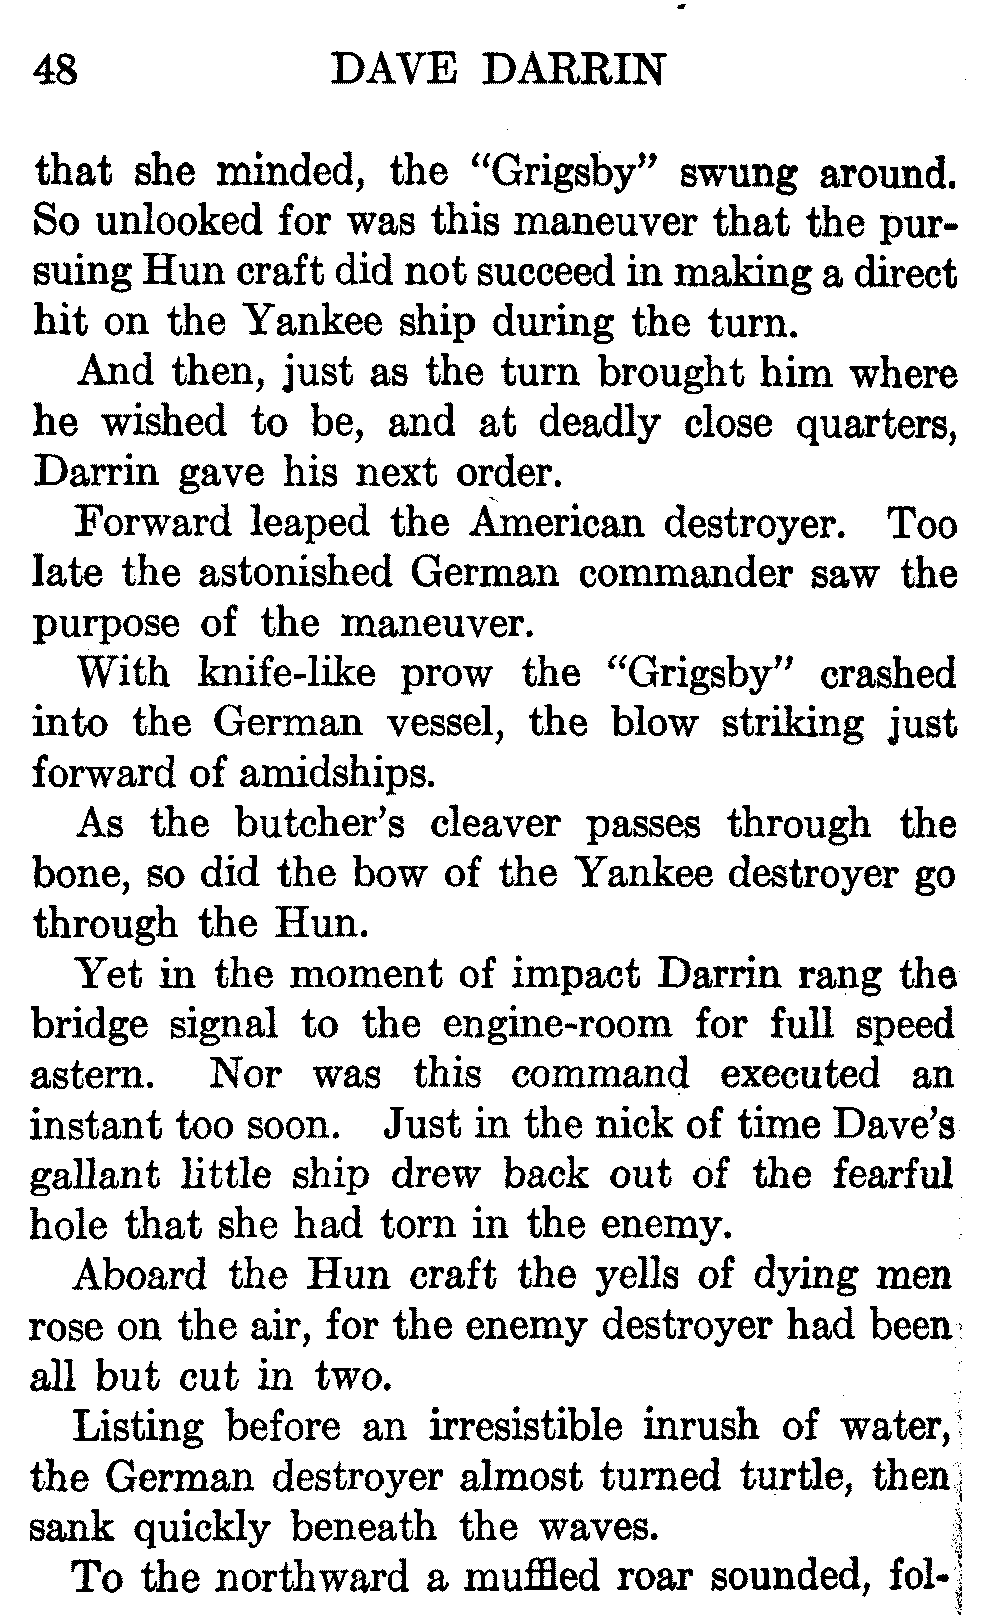 48 DAVE DARRIN
that she minded, the "Grigsby" swung around.
So unlooked for was this maneuver that the pur-
suing Hun craft did not succeed in making a direct
hit on the Yankee ship during the turn.
And then, just as the turn brought him where
he wished to be, and at deadly close quarters,
Darrin gave his next order.
Forward leaped the American destroyer. Too
late the astonished German commander saw the
purpose of the maneuver.
With knife-like prow the "Grigsby" crashed
into the German vessel, the blow striking just
forward of amidships.
As the butcher's cleaver passes through the
bone, so did the bow of the Yankee destroyer go
through the Hun.
Yet in the moment of impact Darrin rang the
bridge signal to the engine-room for full speed
astern. Nor was this command executed an
instant too soon. Just in the nick of time Dave's
gallant little ship drew back out of the fearful
hole that she had torn in the enemy.
Aboard the Hun craft the yells of dying men
rose on the air, for the enemy destroyer had been
all but cut in two.
Listing before an irresistible inrush of water,
the German destroyer almost turned turtle, then
sank quickly beneath the waves.
To the northward a muffled roar sounded, fol-